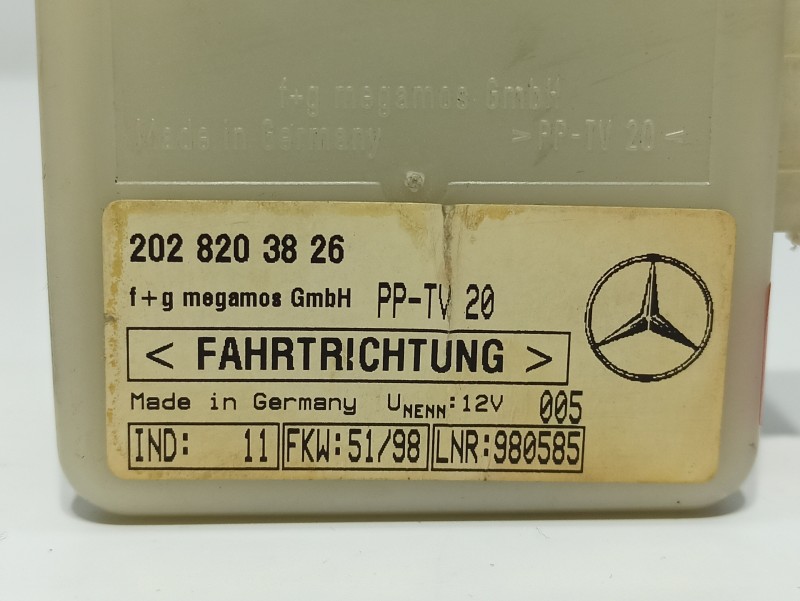 f+g megamos GmbH
Made in Germany >PP-TV 20<
202 820 38 26
f+g megamos GmbH PP-TV 20
< FAHRTRICHTUNG >
Made in Germany UNENN:12V 005
IND: 11 FKW:51/98 LNR:980585